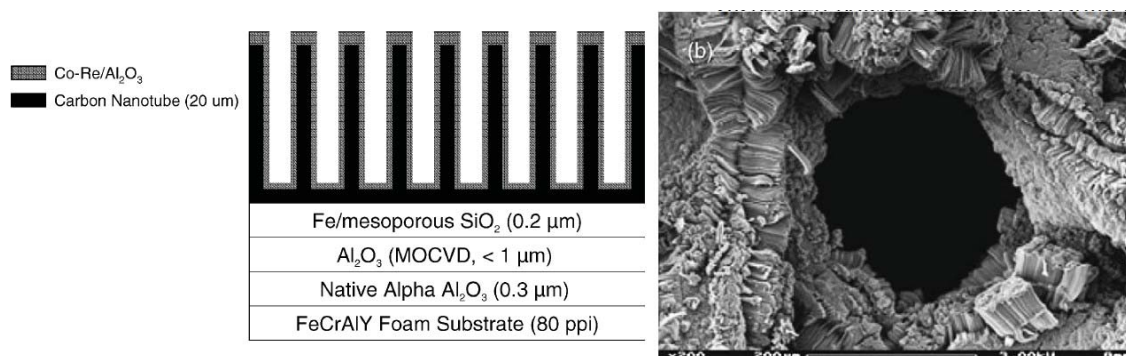 Co-Re/Al₂O₃
Carbon Nanotube (20 um)
Fe/mesoporous SiO₂ (0.2 μm)
Al₂O₃ (MOCVD, < 1 μm)
Native Alpha Al₂O₃ (0.3 μm)
FeCrAlY Foam Substrate (80 ppi)
(b)